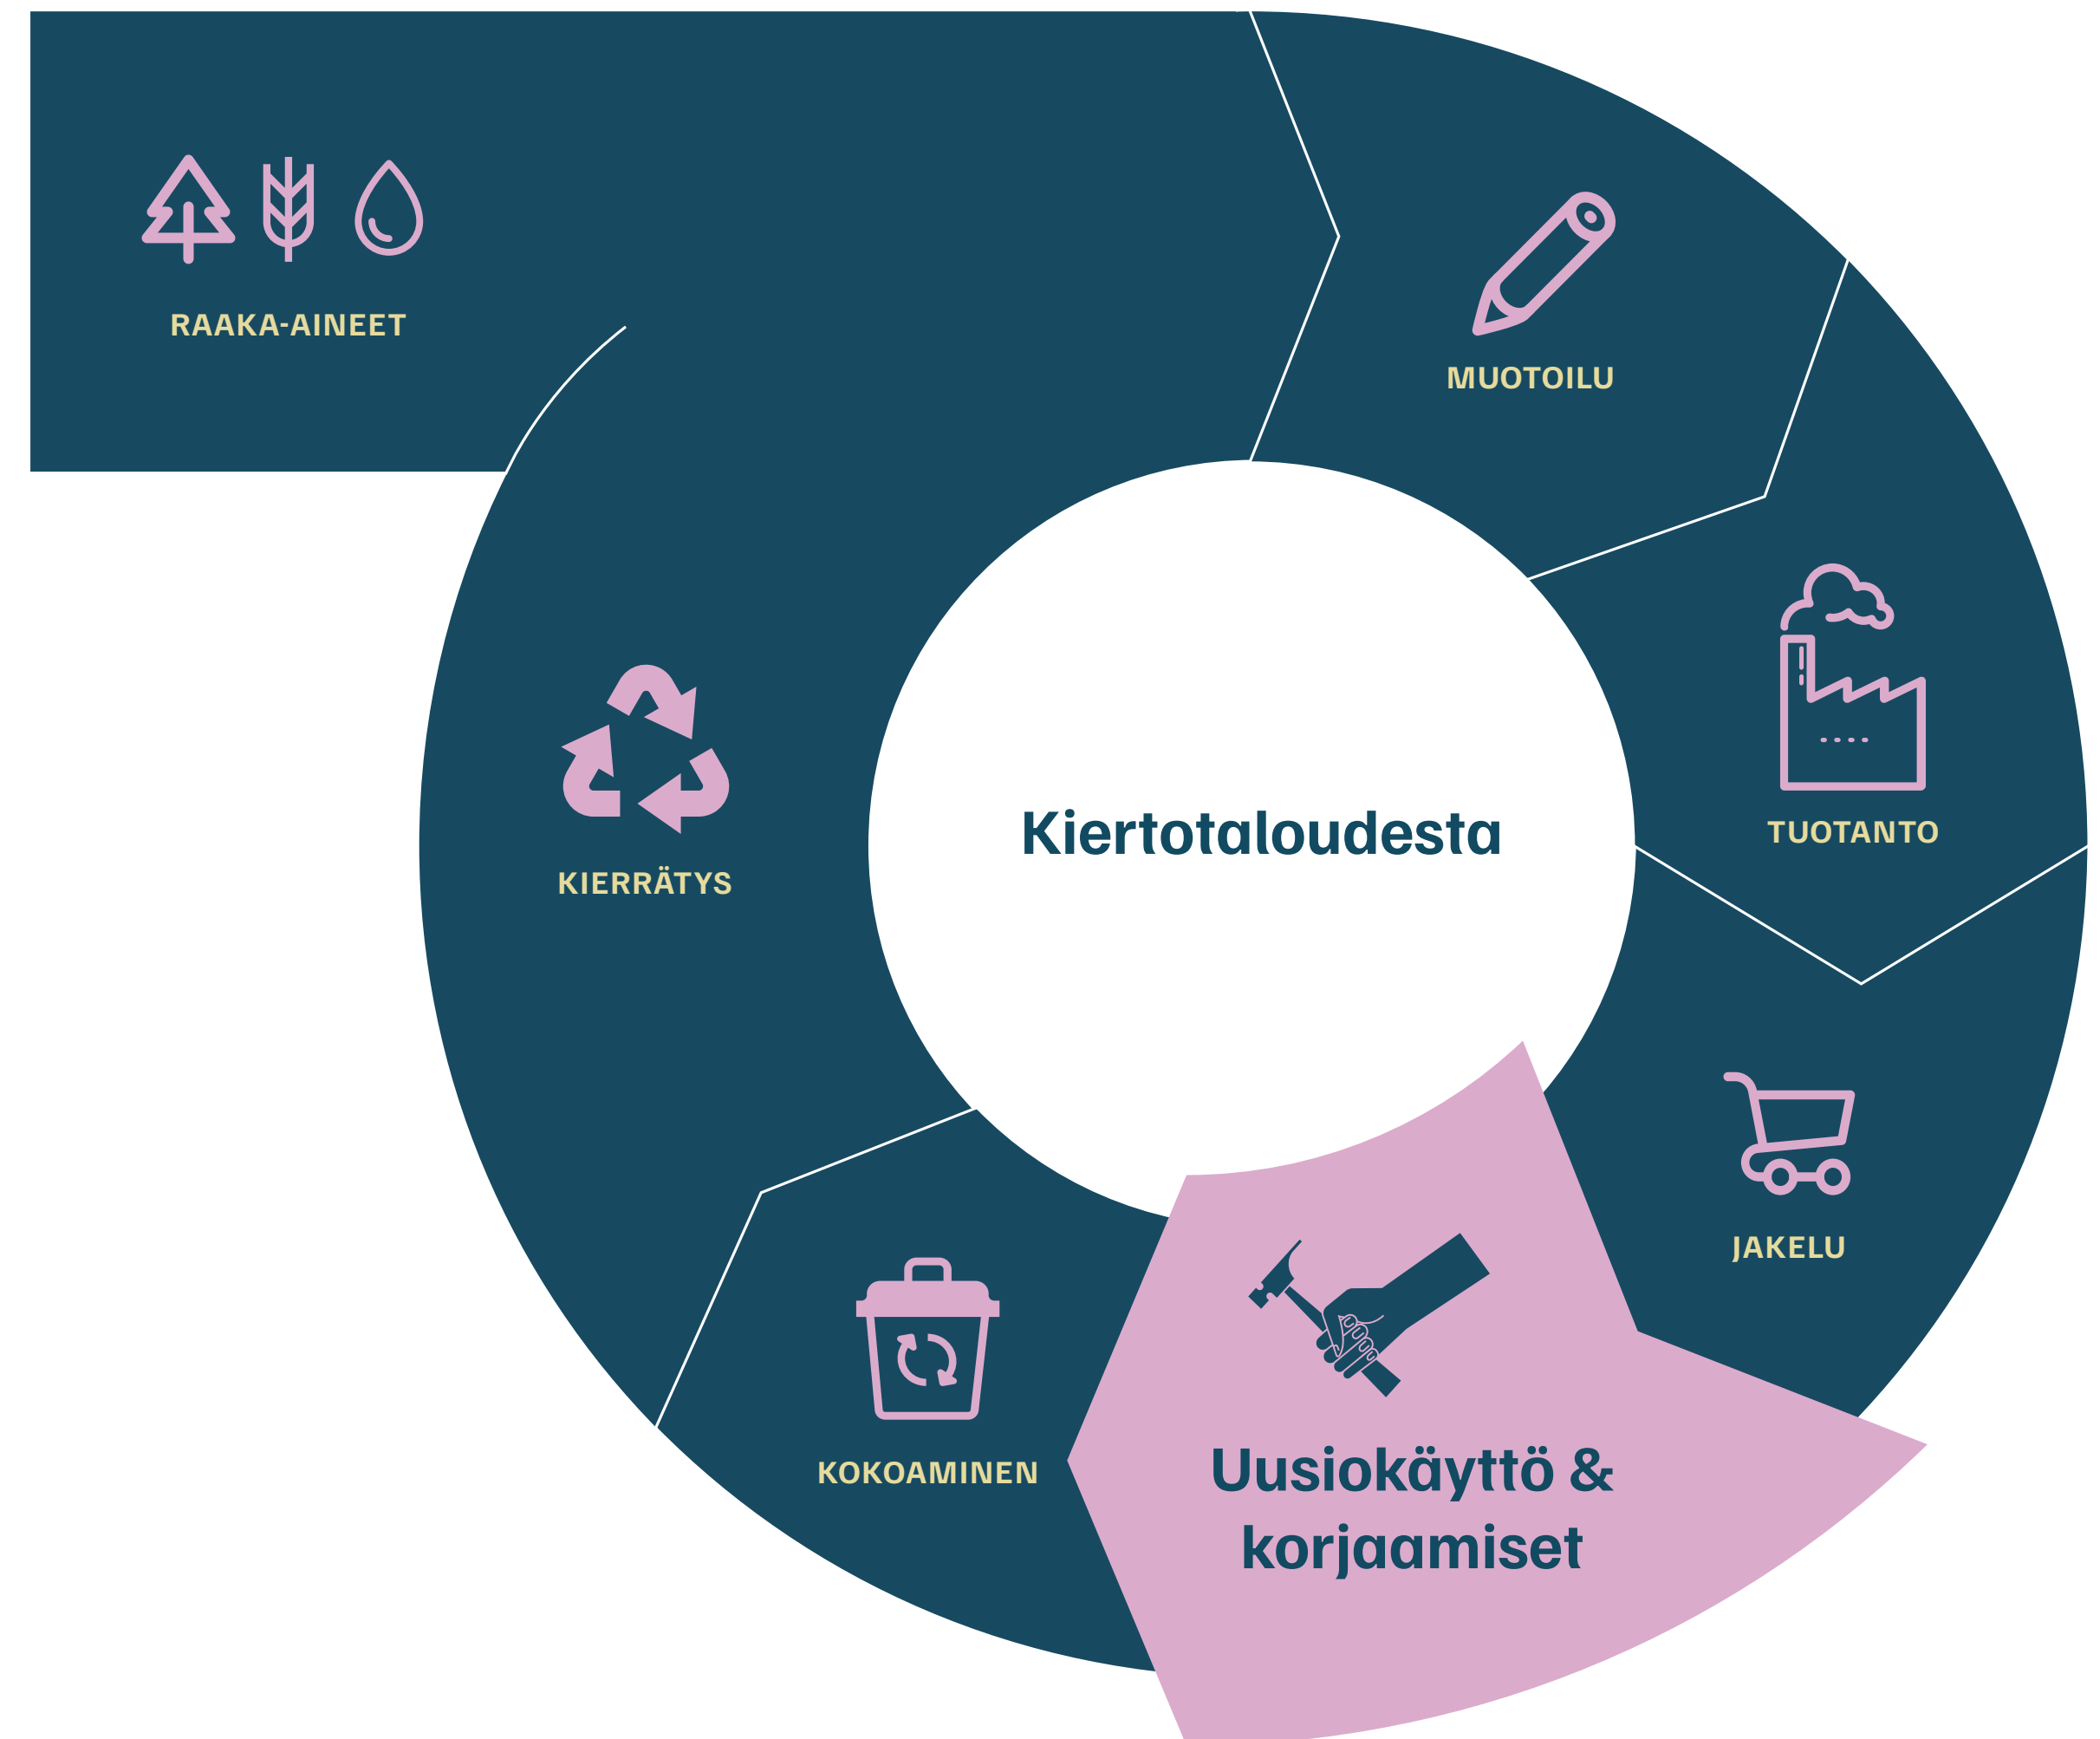 RAAKA-AINEET
MUOTOILU
TUOTANTO
JAKELU
Uusiokäyttö &
korjaamiset
KOKOAMINEN
KIERRÄTYS
Kiertotaloudesta